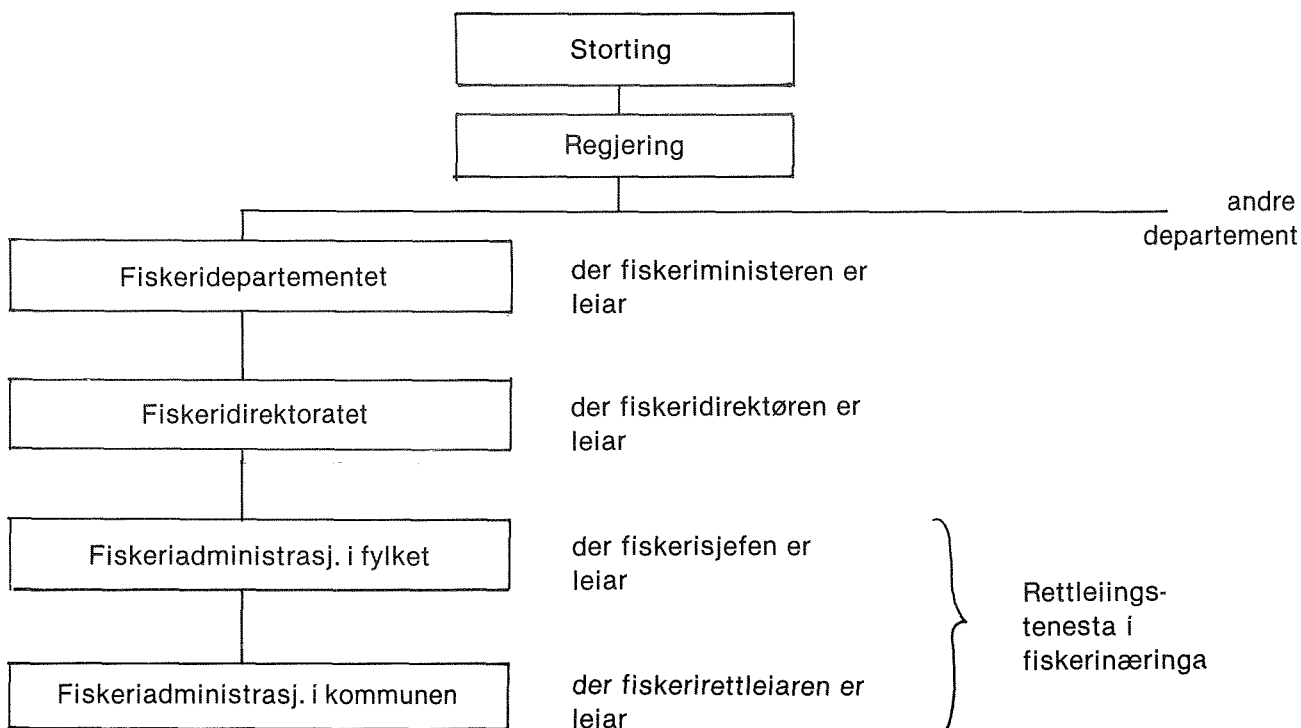 Storting
Regjering
andre
departement
Fiskeridepartementet
der fiskeriministeren er
leiar
Fiskeridirektoratet
der fiskeridirektøren er
leiar
Fiskeriadministrasj. i fylket
der fiskerisjefen er
leiar
Rettleiings-
tenesta i
fiskerinæringa
Fiskeriadministrasj. i kommunen
der fiskerirettleiaren er
leiar